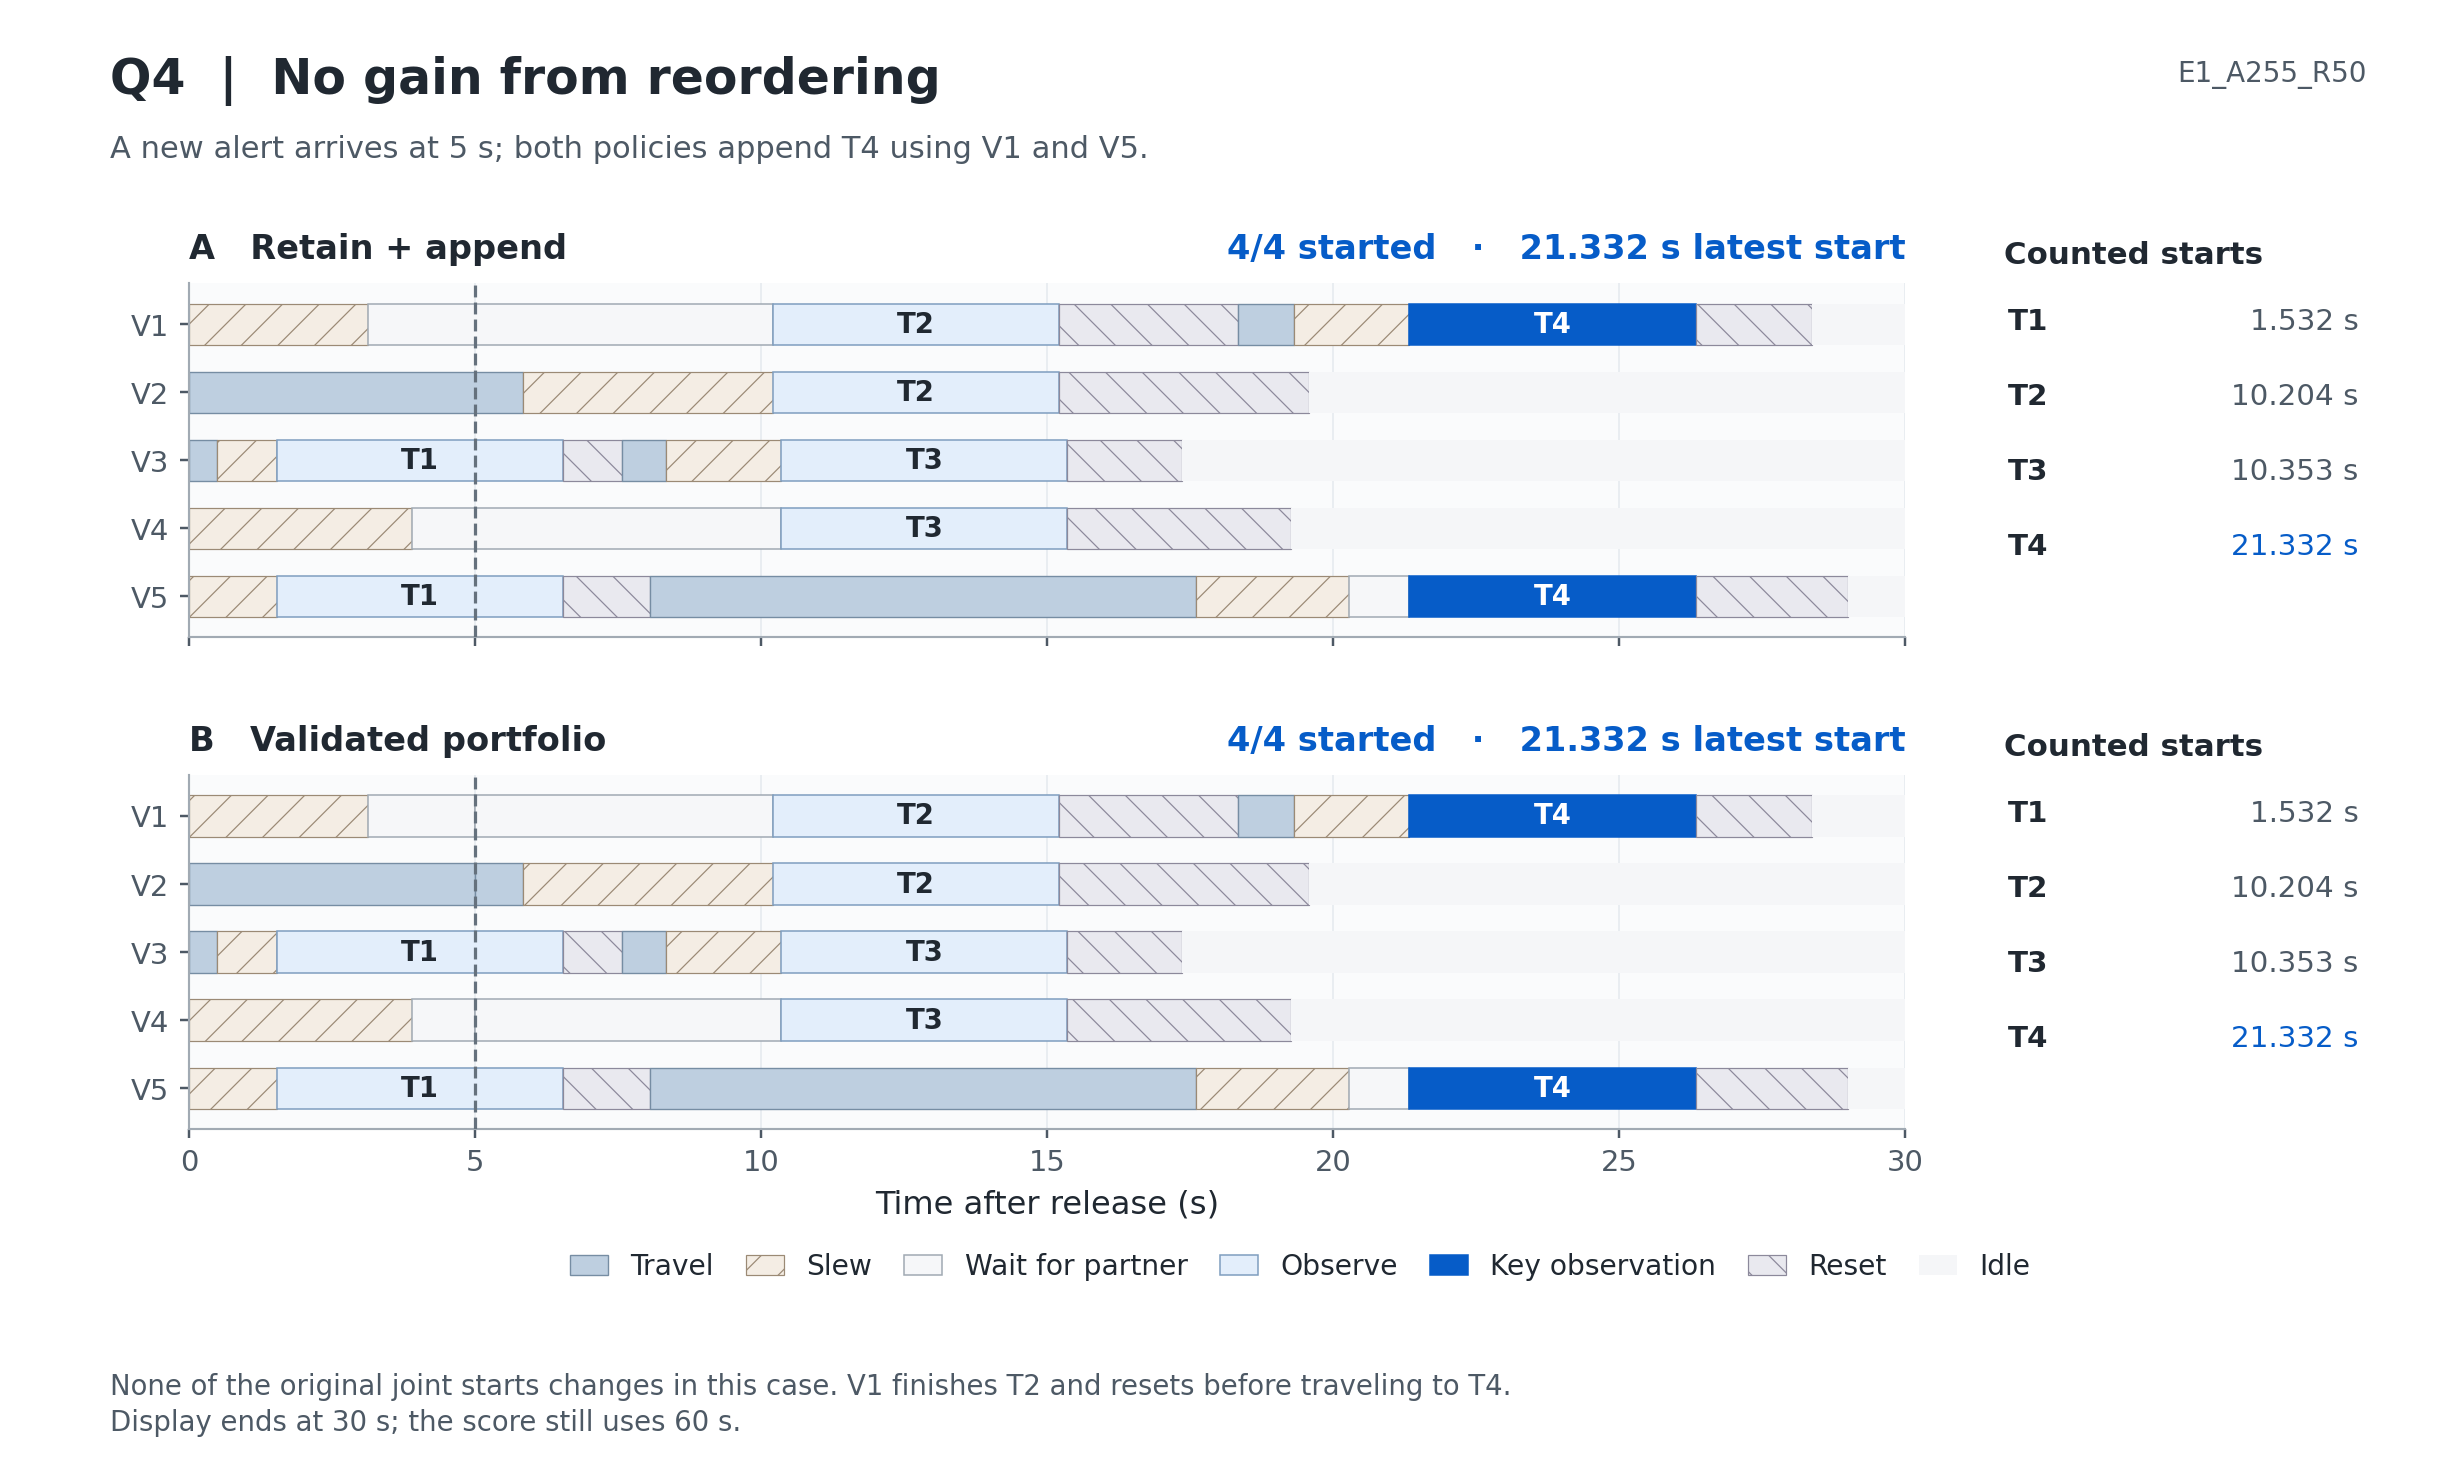 Q4 | No gain from reordering
E1_A255_R50
A new alert arrives at 5 s; both policies append T4 using V1 and V5.
A Retain + append
4/4 started · 21.332 s latest start
Counted starts
V1
T2
T4
V2
T2
V3
T1
T3
V4
T3
V5
T1
T4
T1 1.532 s
T2 10.204 s
T3 10.353 s
T4 21.332 s
B Validated portfolio
4/4 started · 21.332 s latest start
Counted starts
V1
T2
T4
V2
T2
V3
T1
T3
V4
T3
V5
T1
T4
T1 1.532 s
T2 10.204 s
T3 10.353 s
T4 21.332 s
0 5 10 15 20 25 30
Time after release (s)
Travel Slew Wait for partner Observe Key observation Reset Idle
None of the original joint starts changes in this case. V1 finishes T2 and resets before traveling to T4.
Display ends at 30 s; the score still uses 60 s.